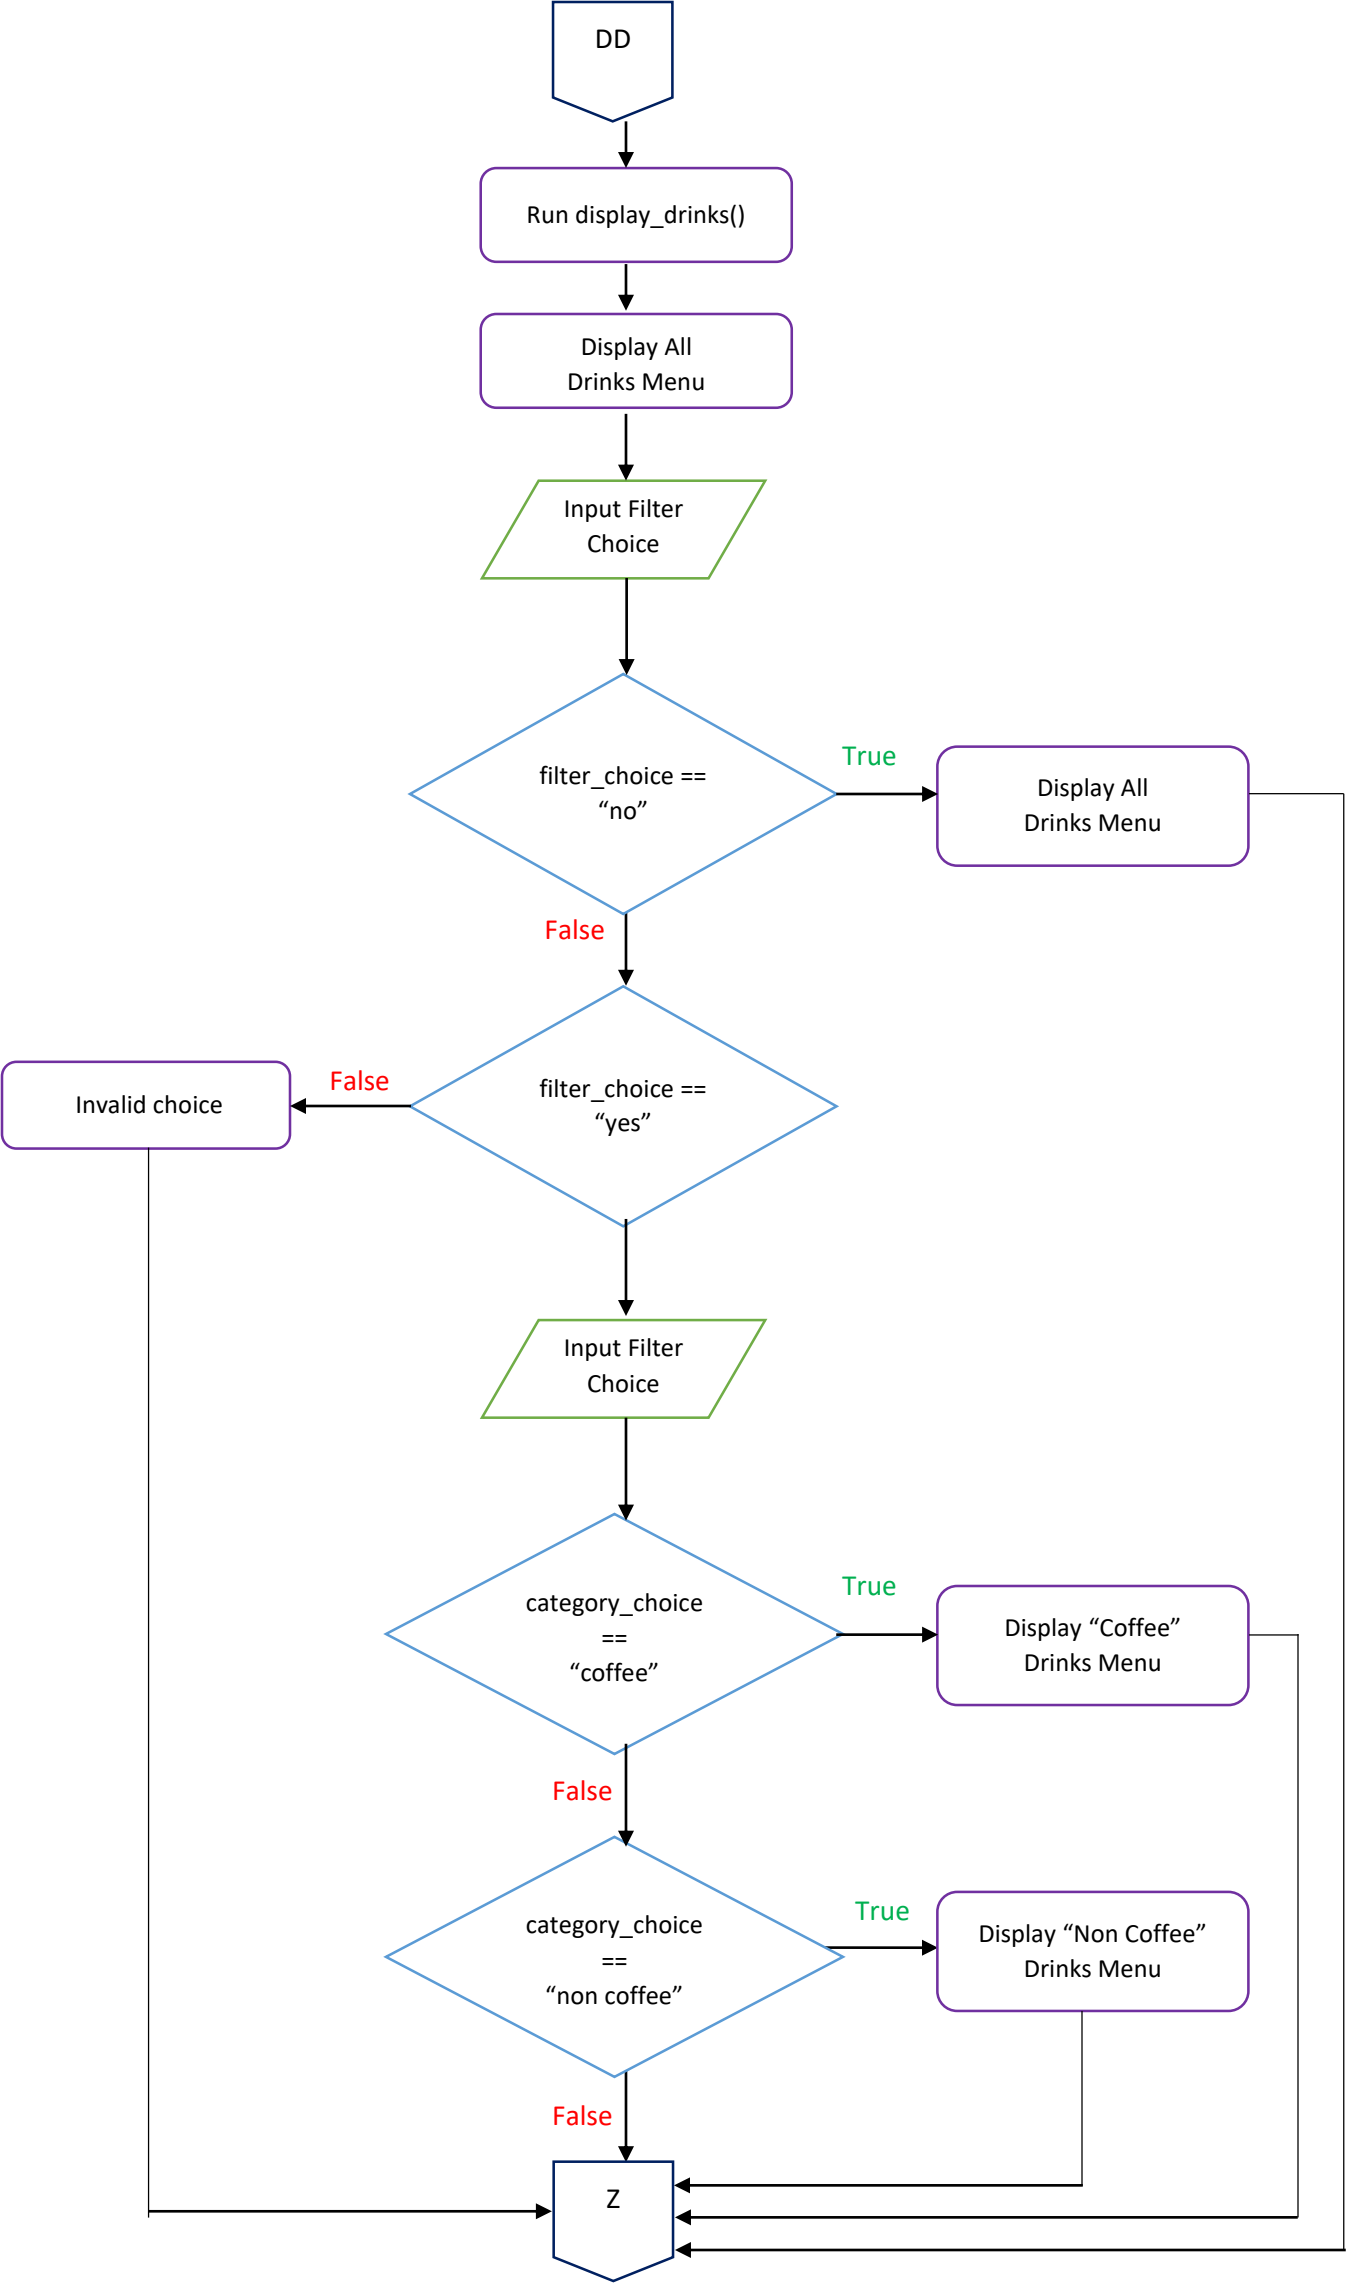 DD
Run display_drinks()
Display All
Drinks Menu
Input Filter
Choice
filter_choice ==
“no”
True
Display All
Drinks Menu
False
filter_choice ==
“yes”
False
Invalid choice
Input Filter
Choice
category_choice
==
“coffee”
True
Display “Coffee”
Drinks Menu
False
category_choice
==
“non coffee”
True
Display “Non Coffee”
Drinks Menu
False
Z